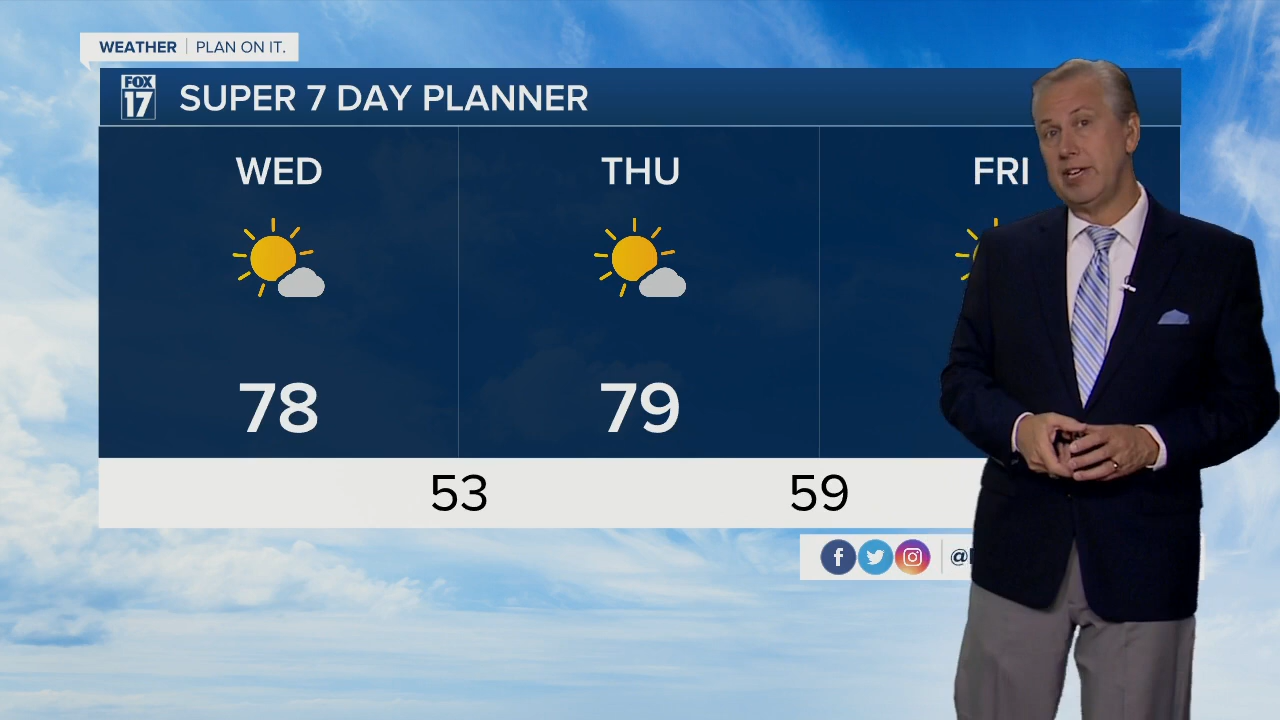 WEATHER PLAN ON IT.
FOX 17 SUPER 7 DAY PLANNER
WED THU FRI
78 79
53 59
@